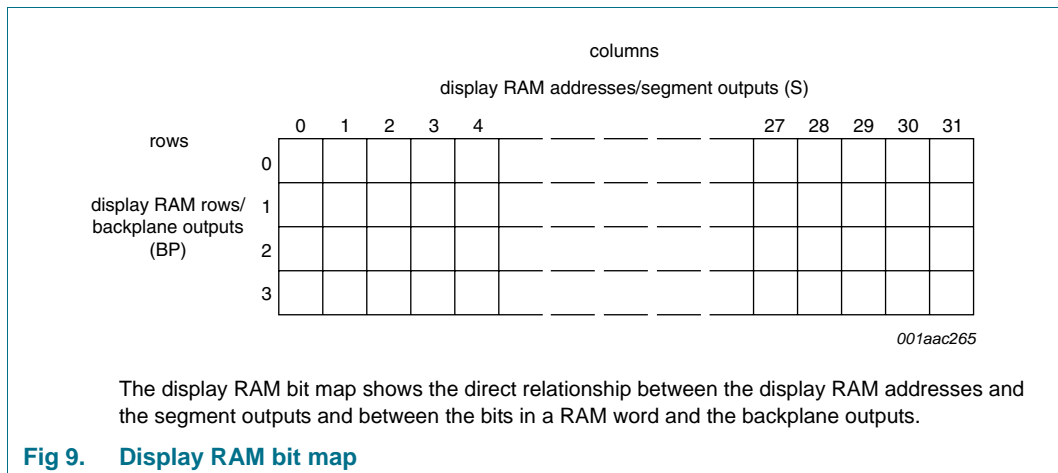 columns
display RAM addresses/segment outputs (S)
0 1 2 3 4 27 28 29 30 31
rows
0
display RAM rows/
backplane outputs
(BP)
1
2
3
001aac265
The display RAM bit map shows the direct relationship between the display RAM addresses and
the segment outputs and between the bits in a RAM word and the backplane outputs.
Fig 9. Display RAM bit map